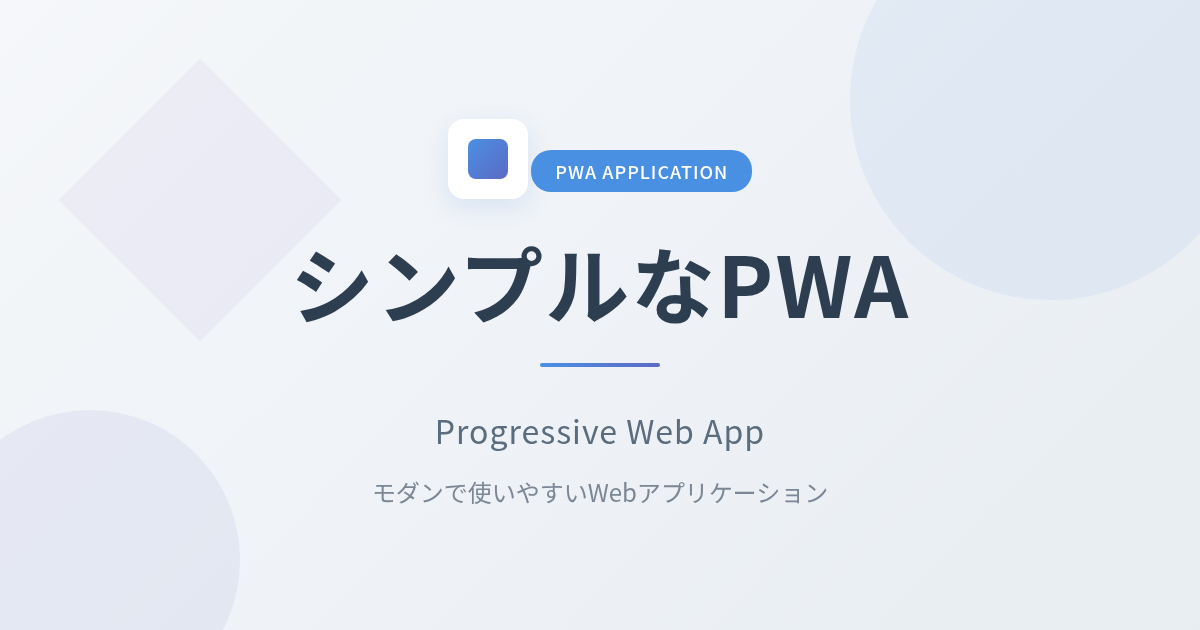 PWA APPLICATION
シンプルなPWA
Progressive Web App
モダンで使いやすいWebアプリケーション